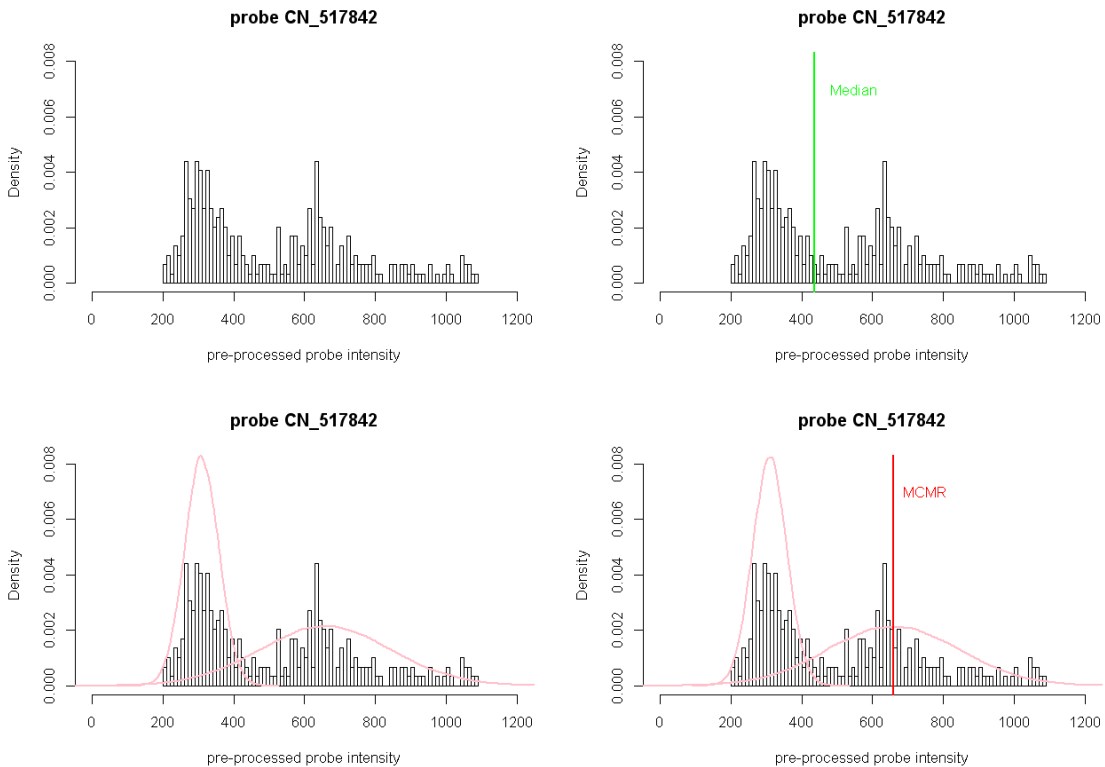 probe CN_517842
Density
0.000 0.002 0.004 0.006 0.008
0 200 400 600 800 1000 1200
pre-processed probe intensity
probe CN_517842
Median
Density
0.000 0.002 0.004 0.006 0.008
0 200 400 600 800 1000 1200
pre-processed probe intensity
probe CN_517842
Density
0.000 0.002 0.004 0.006 0.008
0 200 400 600 800 1000 1200
pre-processed probe intensity
probe CN_517842
MCMR
Density
0.000 0.002 0.004 0.006 0.008
0 200 400 600 800 1000 1200
pre-processed probe intensity